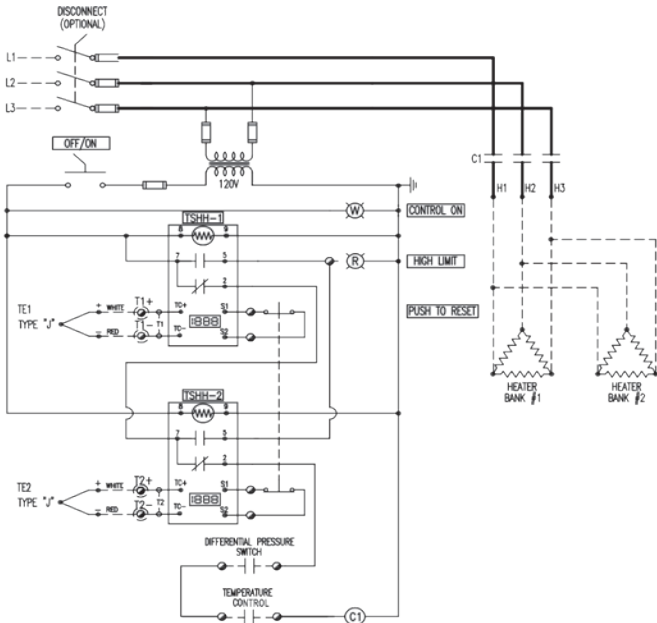 DISCONNECT
(OPTIONAL)
L1
L2
L3
OFF/ON
120V
C1
H1 H2 H3
W CONTROL ON
TSHH-1
8 9
7 5
R HIGH LIMIT
2
PUSH TO RESET
TE1
TYPE "J"
+ WHITE T1+ TC+ S1
- RED T1- T1 TC- S2
1888
HEATER
BANK #1
HEATER
BANK #2
TSHH-2
8 9
7 5
2
TE2
TYPE "J"
+ WHITE T2+ TC+ S1
- RED T2- T2 TC- S2
1888
DIFFERENTIAL PRESSURE
SWITCH
TEMPERATURE
CONTROL
C1